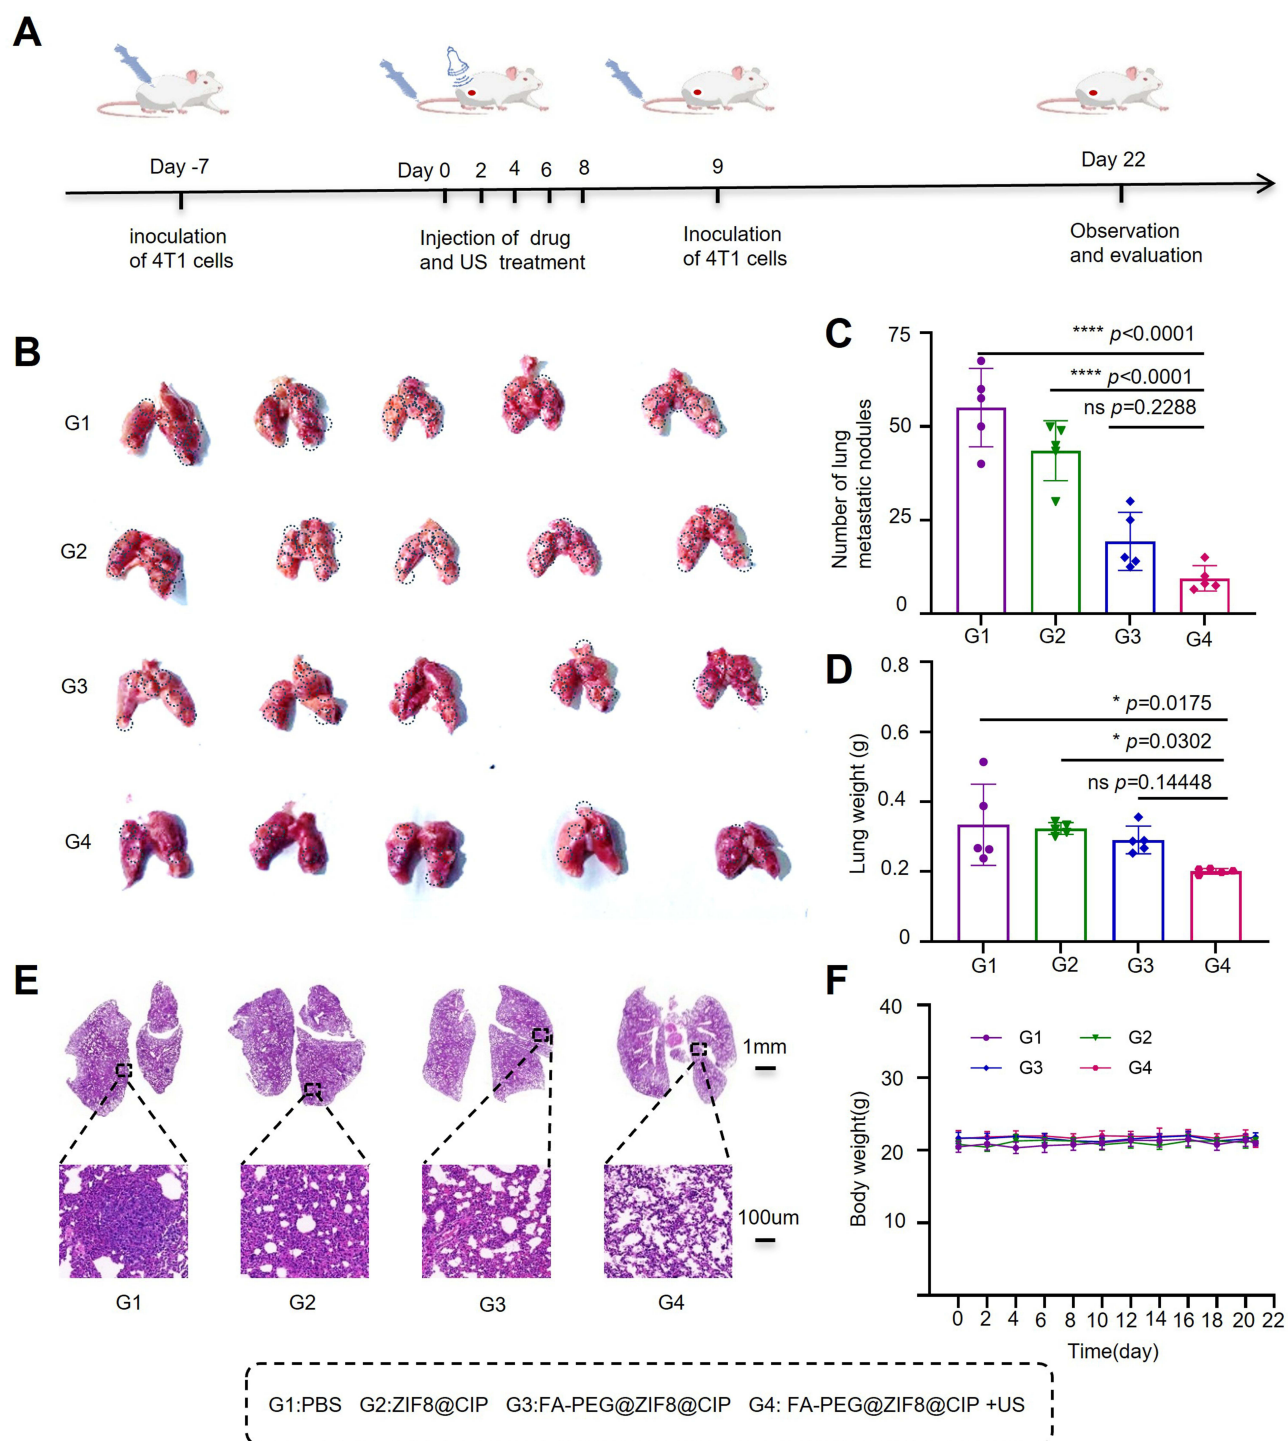 A
Day -7
Day 0 2 4 6 8
9
Day 22
inoculation
of 4T1 cells
Injection of drug
and US treatment
Inoculation
of 4T1 cells
Observation
and evaluation
B
G1
G2
G3
G4
C
Number of lung
metastatic nodules
75
50
25
0
**** p<0.0001
**** p<0.0001
ns p=0.2288
G1 G2 G3 G4
D
Lung weight (g)
0.8
0.6
0.4
0.2
0
* p=0.0175
* p=0.0302
ns p=0.14448
G1 G2 G3 G4
E
1mm
100um
G1 G2 G3 G4
F
Body weight(g)
40
30
20
10
G1 G2
G3 G4
0 2 4 6 8 10 12 14 16 18 20 22
Time(day)
G1:PBS G2:ZIF8@CIP G3:FA-PEG@ZIF8@CIP G4: FA-PEG@ZIF8@CIP +US